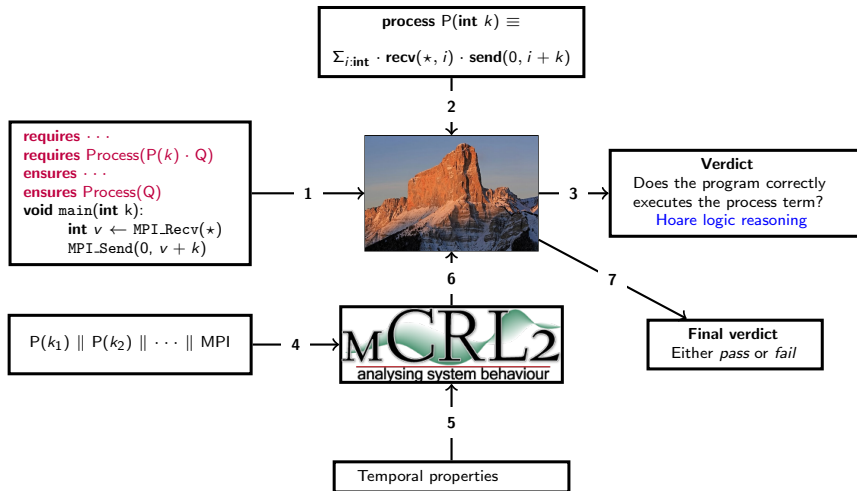 process P(int k) ≡
Σi:int · recv(⋆, i) · send(0, i + k)
2
requires · · ·
requires Process(P(k) · Q)
ensures · · ·
ensures Process(Q)
void main(int k):
int v ← MPI_Recv(⋆)
MPI_Send(0, v + k)
1
3
Verdict
Does the program correctly
executes the process term?
Hoare logic reasoning
6
7
P(k1) ∥ P(k2) ∥ · · · ∥ MPI
4
mCRL2
analysing system behaviour
Final verdict
Either pass or fail
5
Temporal properties